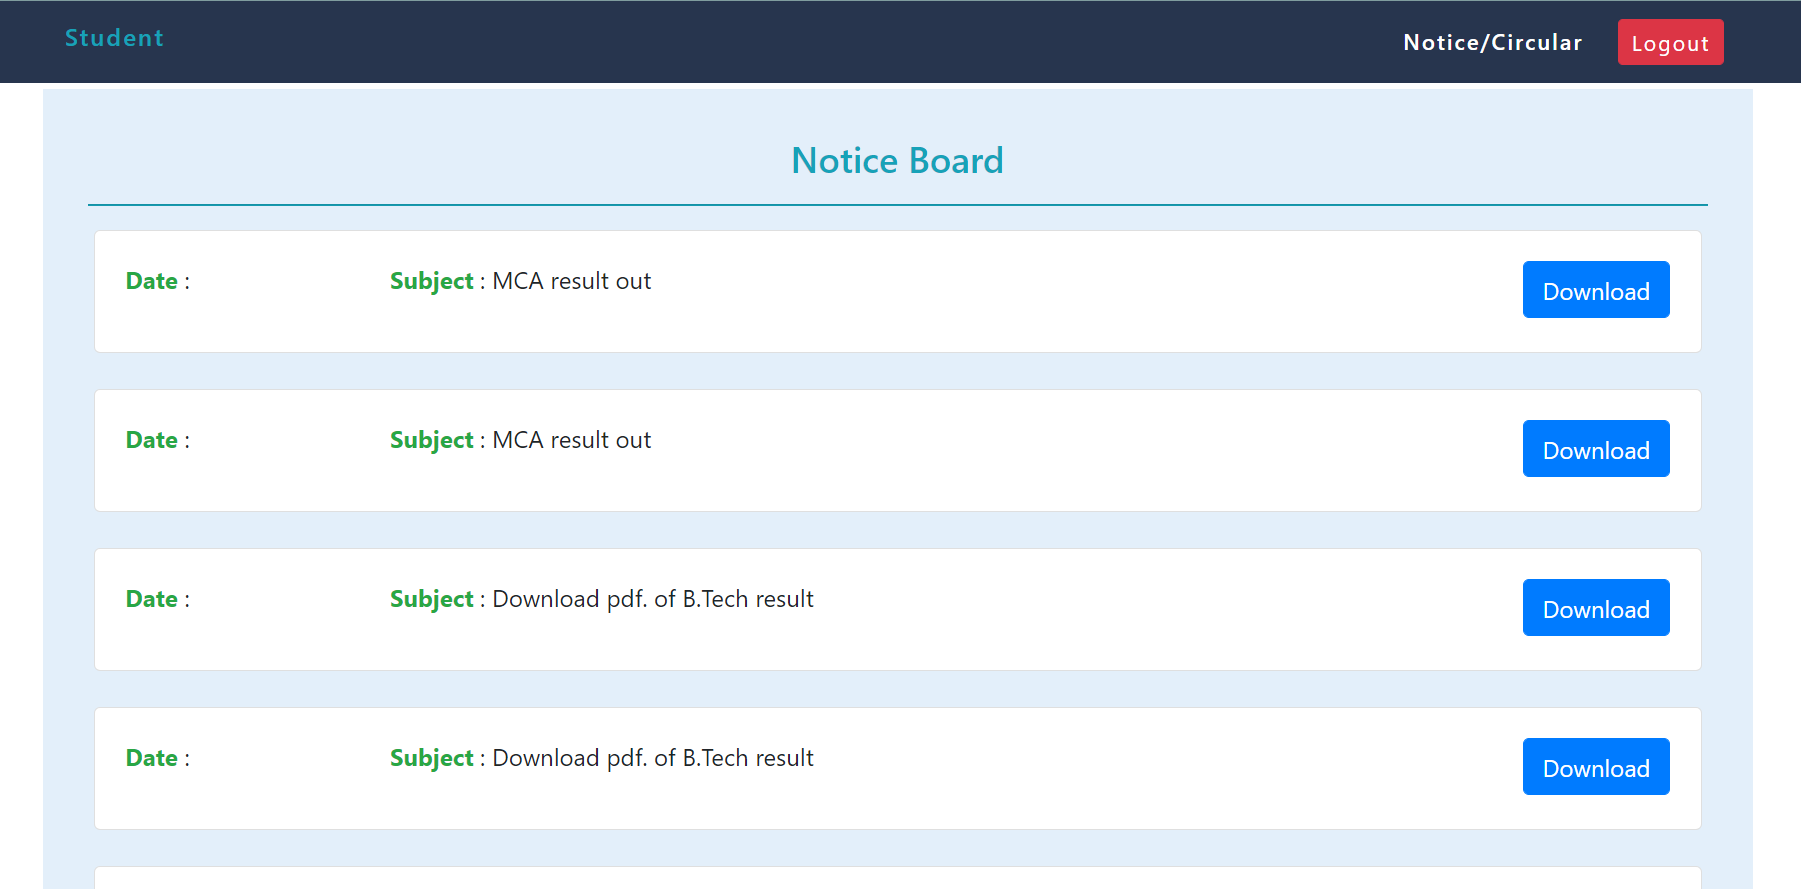 Student Notice/Circular Logout
Notice Board
Date : Subject : MCA result out Download
Date : Subject : MCA result out Download
Date : Subject : Download pdf. of B.Tech result Download
Date : Subject : Download pdf. of B.Tech result Download